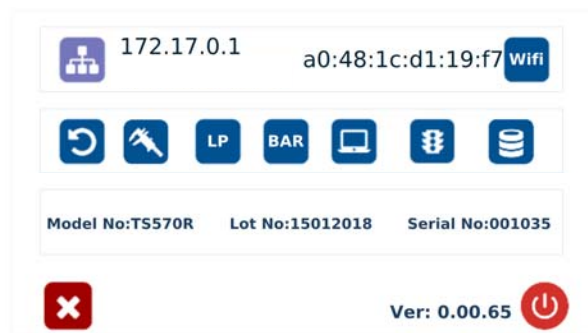 172.17.0.1 a0:48:1c:d1:19:f7 Wifi
LP BAR
Model No:TS570R Lot No:15012018 Serial No:001035
Ver: 0.00.65